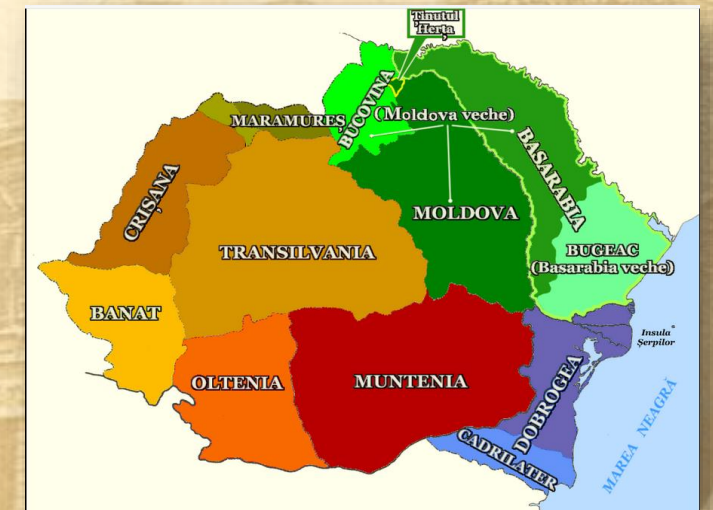 Ținutul
Herța
MARAMUREȘ
BUCOVINA
(Moldova veche)
BASARABIA
CRIȘANA
MOLDOVA
TRANSILVANIA
BUGEAC
(Basarabia veche)
BANAT
Insula
Șerpilor
OLTENIA
MUNTENIA
DOBROGEA
CADRILATER
MAREA NEAGRĂ